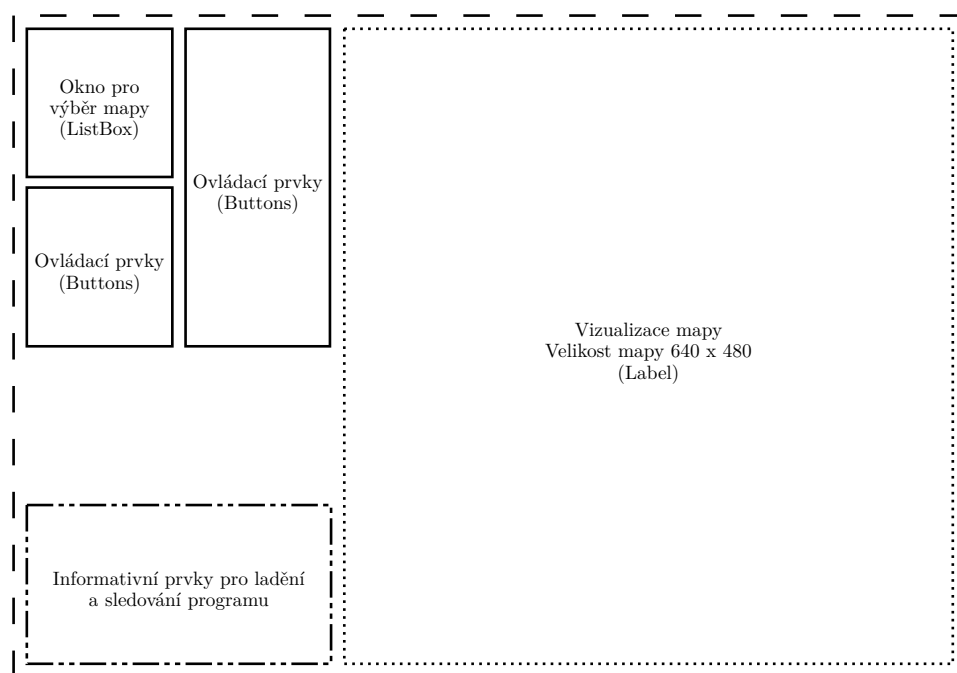 Okno pro
výběr mapy
(ListBox)
Ovládací prvky
(Buttons)
Ovládací prvky
(Buttons)
Vizualizace mapy
Velikost mapy 640 x 480
(Label)
Informativní prvky pro ladění
a sledování programu